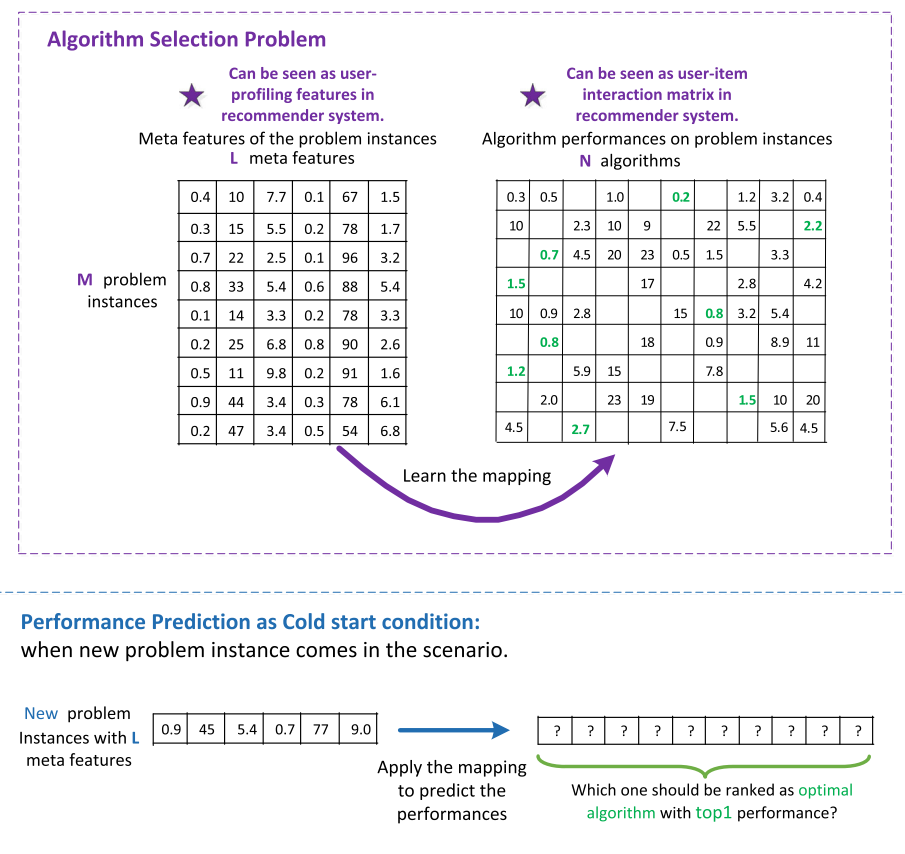 Algorithm Selection Problem
Can be seen as user-
profiling features in
recommender system.
Meta features of the problem instances
L meta features
M problem
instances
0.4 10 7.7 0.1 67 1.5
0.3 15 5.5 0.2 78 1.7
0.7 22 2.5 0.1 96 3.2
0.8 33 5.4 0.6 88 5.4
0.1 14 3.3 0.2 78 3.3
0.2 25 6.8 0.8 90 2.6
0.5 11 9.8 0.2 91 1.6
0.9 44 3.4 0.3 78 6.1
0.2 47 3.4 0.5 54 6.8
Can be seen as user-item
interaction matrix in
recommender system.
Algorithm performances on problem instances
N algorithms
0.3 0.5 1.0 0.2 1.2 3.2 0.4
10 2.3 10 9 22 5.5 2.2
0.7 4.5 20 23 0.5 1.5 3.3
1.5 17 2.8 4.2
10 0.9 2.8 15 0.8 3.2 5.4
0.8 18 0.9 8.9 11
1.2 5.9 15 7.8
2.0 23 19 1.5 10 20
4.5 2.7 7.5 5.6 4.5
Learn the mapping
Performance Prediction as Cold start condition:
when new problem instance comes in the scenario.
New problem
Instances with L
meta features
0.9 45 5.4 0.7 77 9.0
Apply the mapping
to predict the
performances
? ? ? ? ? ? ? ? ? ?
Which one should be ranked as optimal
algorithm with top1 performance?